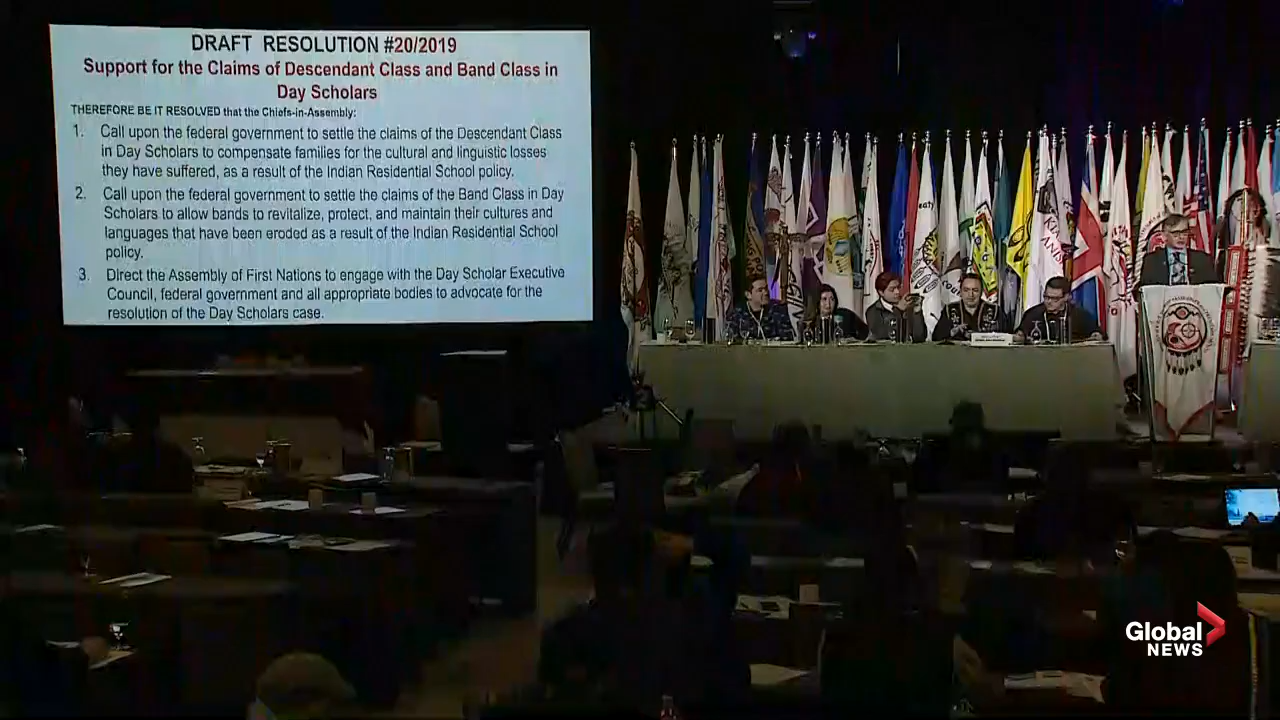 DRAFT RESOLUTION #20/2019
Support for the Claims of Descendant Class and Band Class in
Day Scholars
THEREFORE BE IT RESOLVED that the Chiefs-in-Assembly:
1. Call upon the federal government to settle the claims of the Descendant Class
in Day Scholars to compensate families for the cultural and linguistic losses
they have suffered, as a result of the Indian Residential School policy.
2. Call upon the federal government to settle the claims of the Band Class in Day
Scholars to allow bands to revitalize, protect, and maintain their cultures and
languages that have been eroded as a result of the Indian Residential School
policy.
3. Direct the Assembly of First Nations to engage with the Day Scholar Executive
Council, federal government and all appropriate bodies to advocate for the
resolution of the Day Scholars case.
Global
NEWS